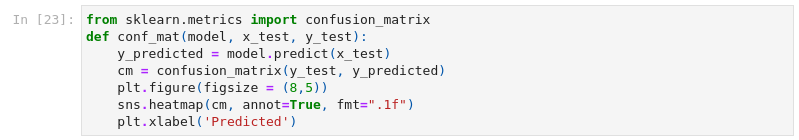 In [23]: from sklearn.metrics import confusion_matrix
def conf_mat(model, x_test, y_test):
    y_predicted = model.predict(x_test)
    cm = confusion_matrix(y_test, y_predicted)
    plt.figure(figsize = (8,5))
    sns.heatmap(cm, annot=True, fmt=".1f")
    plt.xlabel('Predicted')